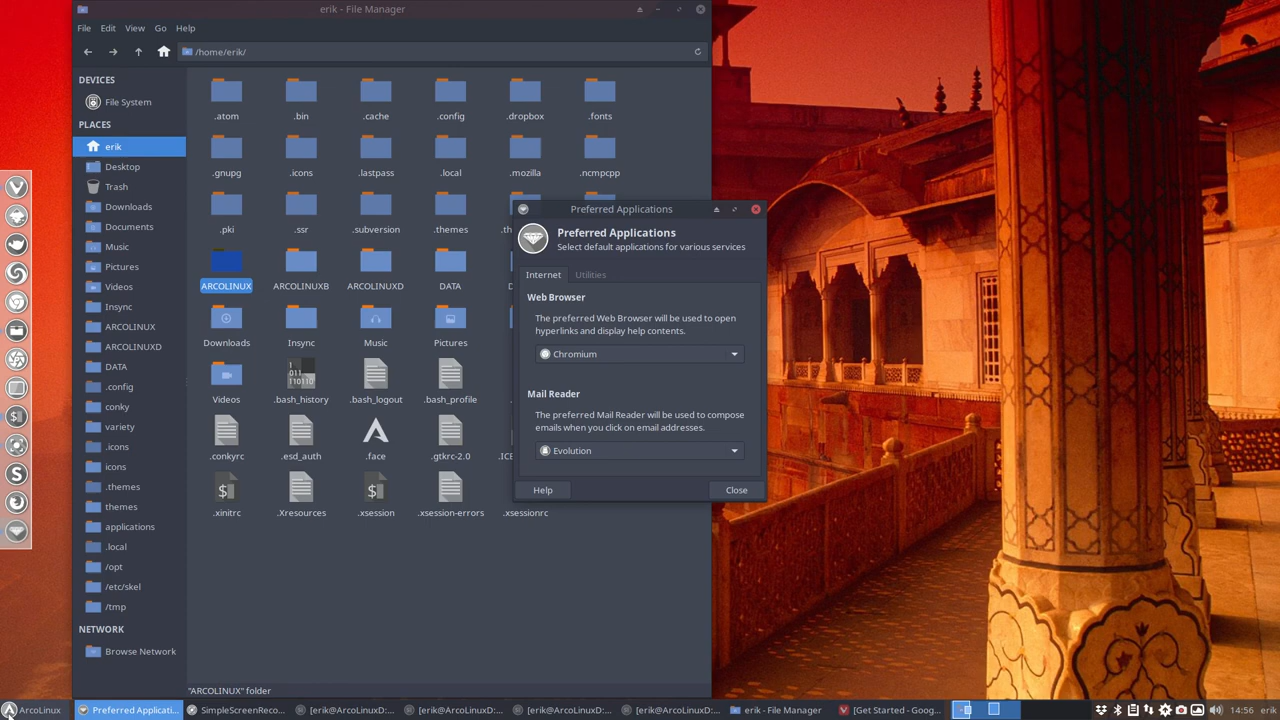 erik - File Manager
File Edit View Go Help
/home/erik/
DEVICES
File System
PLACES
erik
Desktop
Trash
Downloads
Documents
Music
Pictures
Videos
Insync
ARCOLINUX
ARCOLINUXD
DATA
.config
conky
variety
.icons
icons
.themes
themes
applications
.local
/opt
/etc/skel
/tmp
NETWORK
Browse Network
.atom .bin .cache .config .dropbox .fonts
.gnupg .icons .lastpass .local .mozilla .ncmpcpp
.pki .ssr .subversion .themes
ARCOLINUX ARCOLINUXB ARCOLINUXD DATA
Downloads Insync Music Pictures
Videos .bash_history .bash_logout .bash_profile
.conkyrc .esd_auth .face .gtkrc-2.0
.xinitrc .Xresources .xsession .xsession-errors .xsessionrc
"ARCOLINUX" folder
Preferred Applications
Preferred Applications
Select default applications for various services
Internet Utilities
Web Browser
The preferred Web Browser will be used to open
hyperlinks and display help contents.
Chromium
Mail Reader
The preferred Mail Reader will be used to compose
emails when you click on email addresses.
Evolution
Help Close
ArcoLinux Preferred Applicati... SimpleScreenReco... [erik@ArcoLinuxD:... [erik@ArcoLinuxD:... [erik@ArcoLinuxD:... [erik@ArcoLinuxD:... erik - File Manager [Get Started - Goog... 14:56 erik